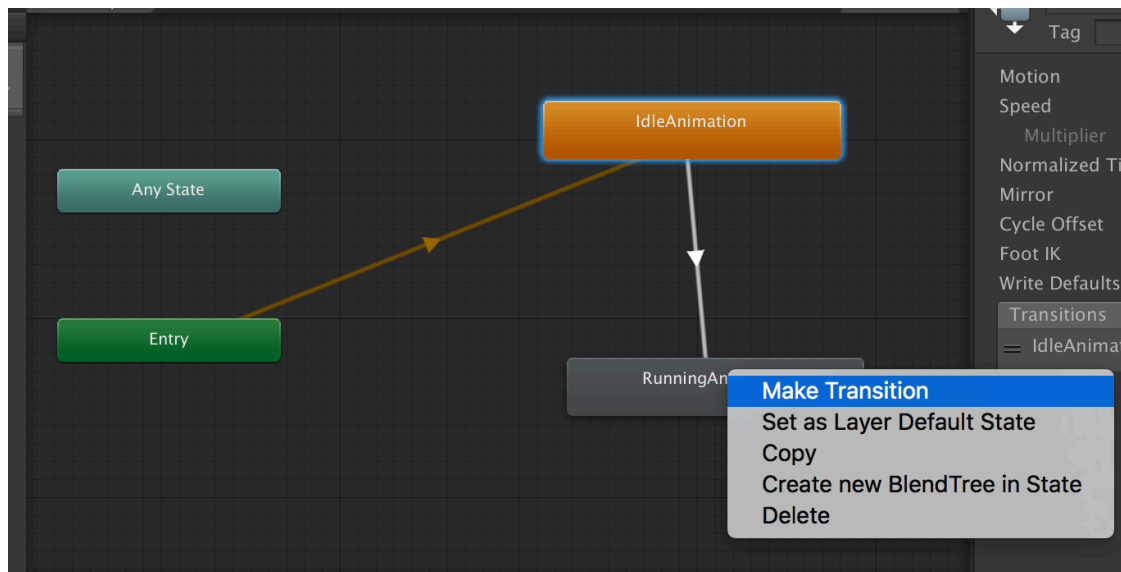 Tag
IdleAnimation
Motion
Speed
Multiplier
Any State
Normalized Ti
Mirror
Cycle Offset
Foot IK
Write Defaults
Transitions
Entry
IdleAnima
RunningAn
Make Transition
Set as Layer Default State
Copy
Create new BlendTree in State
Delete